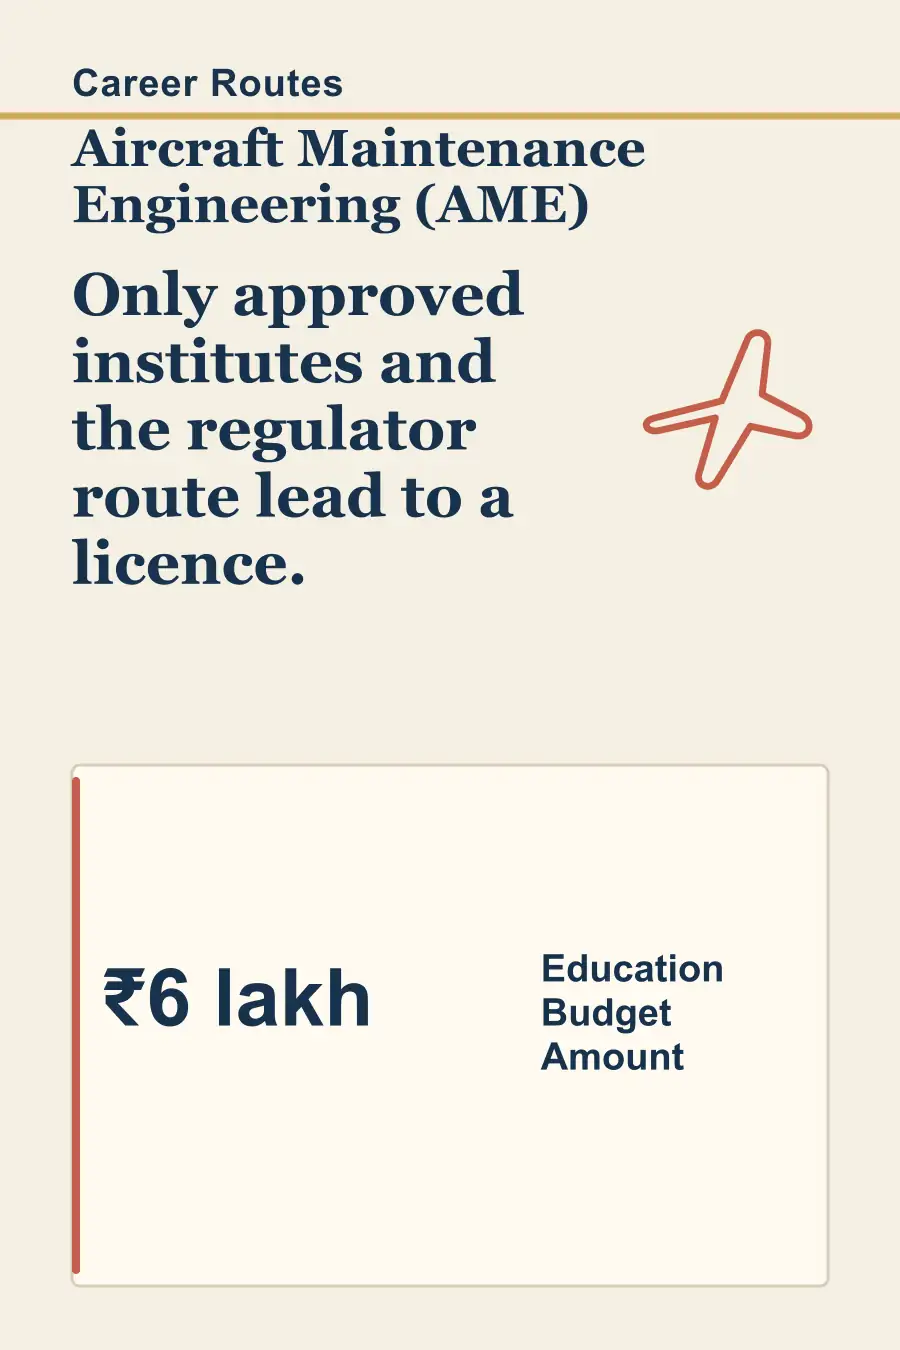 Career Routes
Aircraft Maintenance
Engineering (AME)
Only approved
institutes and
the regulator
route lead to a
licence.
₹6 lakh
Education
Budget
Amount